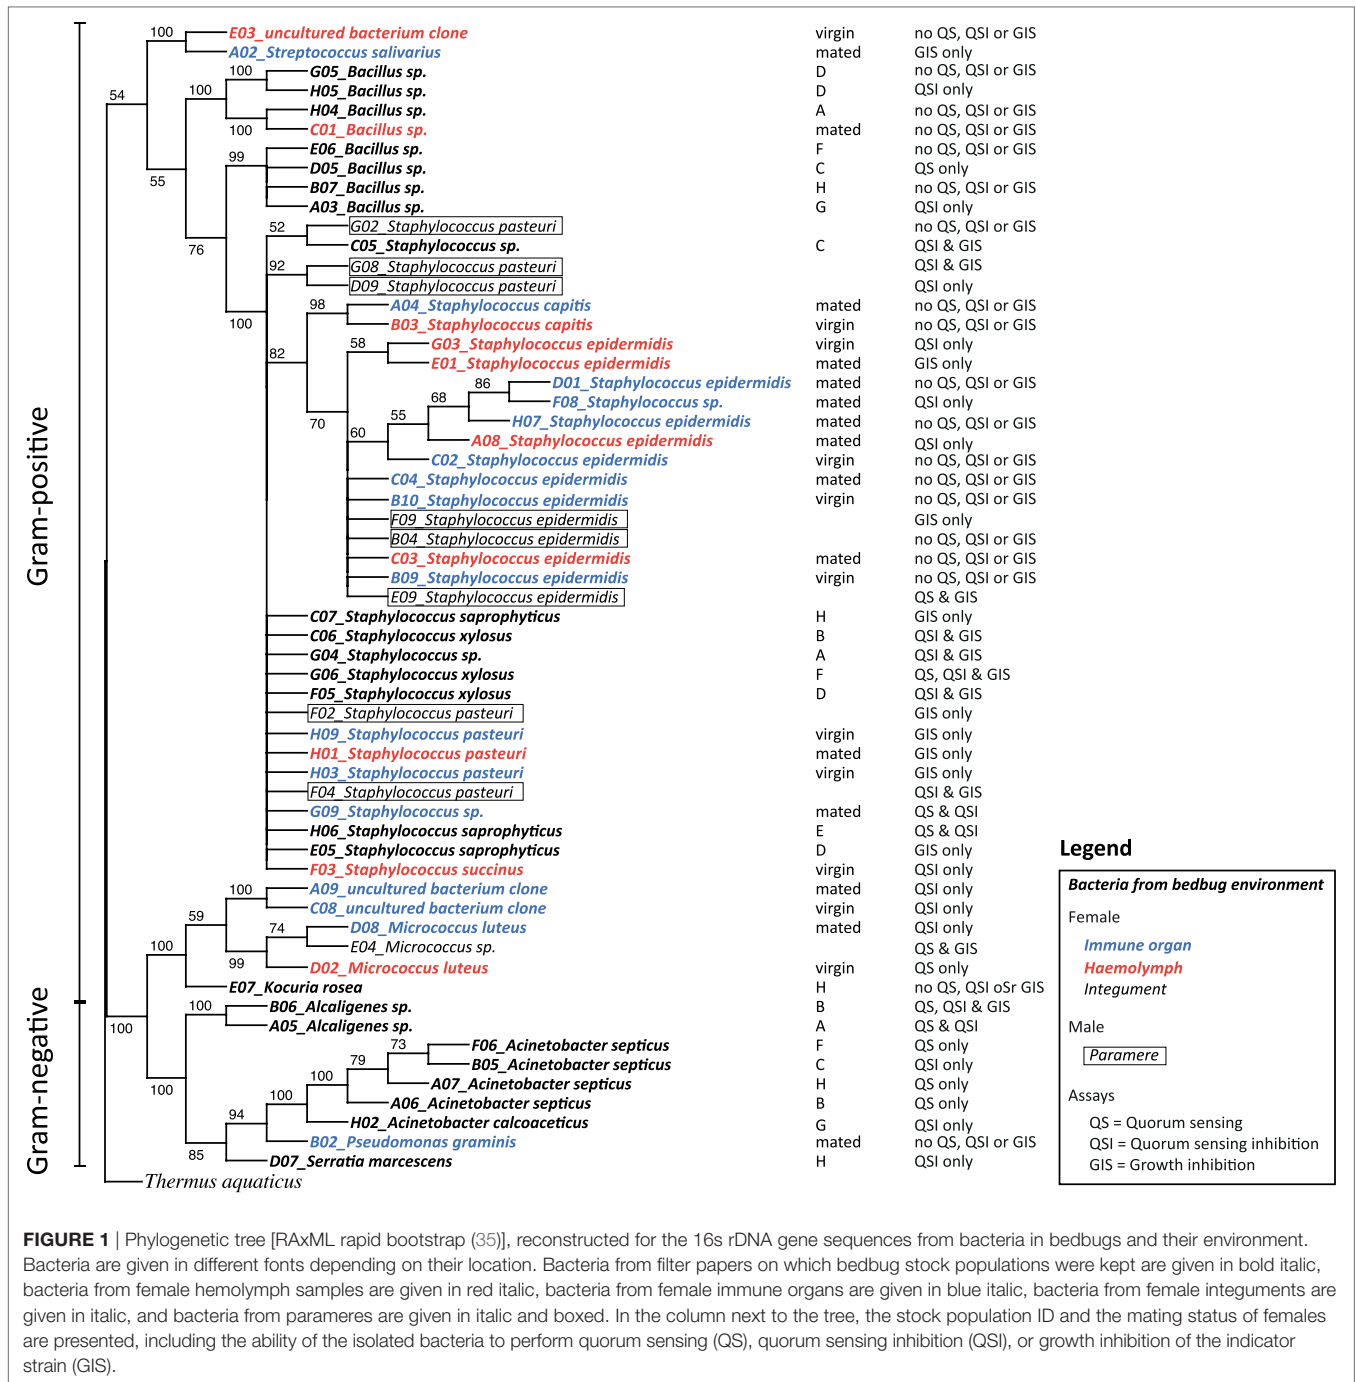 100 E03_uncultured bacterium clone virgin no QS, QSI or GIS
A02_Streptococcus salivarius mated GIS only
100 G05_Bacillus sp. D no QS, QSI or GIS
54 100 H05_Bacillus sp. D QSI only
H04_Bacillus sp. A no QS, QSI or GIS
100 C01_Bacillus sp. mated no QS, QSI or GIS
99 E06_Bacillus sp. F no QS, QSI or GIS
D05_Bacillus sp. C QS only
55 B07_Bacillus sp. H no QS, QSI or GIS
A03_Bacillus sp. G QSI only
52 G02_Staphylococcus pasteuri no QS, QSI or GIS
76 C05_Staphylococcus sp. C QSI & GIS
92 G08_Staphylococcus pasteuri QSI & GIS
D09_Staphylococcus pasteuri QSI only
98 A04_Staphylococcus capitis mated no QS, QSI or GIS
100 B03_Staphylococcus capitis virgin no QS, QSI or GIS
58 G03_Staphylococcus epidermidis virgin QSI only
82 E01_Staphylococcus epidermidis mated GIS only
86 D01_Staphylococcus epidermidis mated no QS, QSI or GIS
68 F08_Staphylococcus sp. mated QSI only
70 55 H07_Staphylococcus epidermidis mated no QS, QSI or GIS
60 A08_Staphylococcus epidermidis mated QSI only
C02_Staphylococcus epidermidis virgin no QS, QSI or GIS
C04_Staphylococcus epidermidis mated no QS, QSI or GIS
B10_Staphylococcus epidermidis virgin no QS, QSI or GIS
F09_Staphylococcus epidermidis GIS only
B04_Staphylococcus epidermidis no QS, QSI or GIS
C03_Staphylococcus epidermidis mated no QS, QSI or GIS
B09_Staphylococcus epidermidis virgin no QS, QSI or GIS
E09_Staphylococcus epidermidis QS & GIS
C07_Staphylococcus saprophyticus H GIS only
C06_Staphylococcus xylosus B QSI & GIS
G04_Staphylococcus sp. A QSI & GIS
G06_Staphylococcus xylosus F QS, QSI & GIS
F05_Staphylococcus xylosus D QSI & GIS
F02_Staphylococcus pasteuri GIS only
H09_Staphylococcus pasteuri virgin GIS only
H01_Staphylococcus pasteuri mated GIS only
H03_Staphylococcus pasteuri virgin GIS only
F04_Staphylococcus pasteuri QSI & GIS
G09_Staphylococcus sp. mated QS & QSI
H06_Staphylococcus saprophyticus E QS & QSI
E05_Staphylococcus saprophyticus D GIS only
F03_Staphylococcus succinus virgin QSI only
100 A09_uncultured bacterium clone mated QSI only
59 C08_uncultured bacterium clone virgin QSI only
74 D08_Micrococcus luteus mated QSI only
100 E04_Micrococcus sp. QS & GIS
99 D02_Micrococcus luteus virgin QS only
E07_Kocuria rosea H no QS, QSI oSr GIS
100 B06_Alcaligenes sp. B QS, QSI & GIS
100 A05_Alcaligenes sp. A QS & QSI
73 F06_Acinetobacter septicus F QS only
79 B05_Acinetobacter septicus C QSI only
100 100 A07_Acinetobacter septicus H QS only
100 A06_Acinetobacter septicus B QS only
94 H02_Acinetobacter calcoaceticus G QSI only
B02_Pseudomonas graminis mated no QS, QSI or GIS
85 D07_Serratia marcescens H QSI only
Thermus aquaticus
Gram-positive
Gram-negative
Legend
Bacteria from bedbug environment
Female
Immune organ
Haemolymph
Integument
Male
Paramere
Assays
QS = Quorum sensing
QSI = Quorum sensing inhibition
GIS = Growth inhibition
FIGURE 1 | Phylogenetic tree [RAxML rapid bootstrap (35)], reconstructed for the 16s rDNA gene sequences from bacteria in bedbugs and their environment.
Bacteria are given in different fonts depending on their location. Bacteria from filter papers on which bedbug stock populations were kept are given in bold italic,
bacteria from female hemolymph samples are given in red italic, bacteria from female immune organs are given in blue italic, bacteria from female integuments are
given in italic, and bacteria from parameres are given in italic and boxed. In the column next to the tree, the stock population ID and the mating status of females
are presented, including the ability of the isolated bacteria to perform quorum sensing (QS), quorum sensing inhibition (QSI), or growth inhibition of the indicator
strain (GIS).